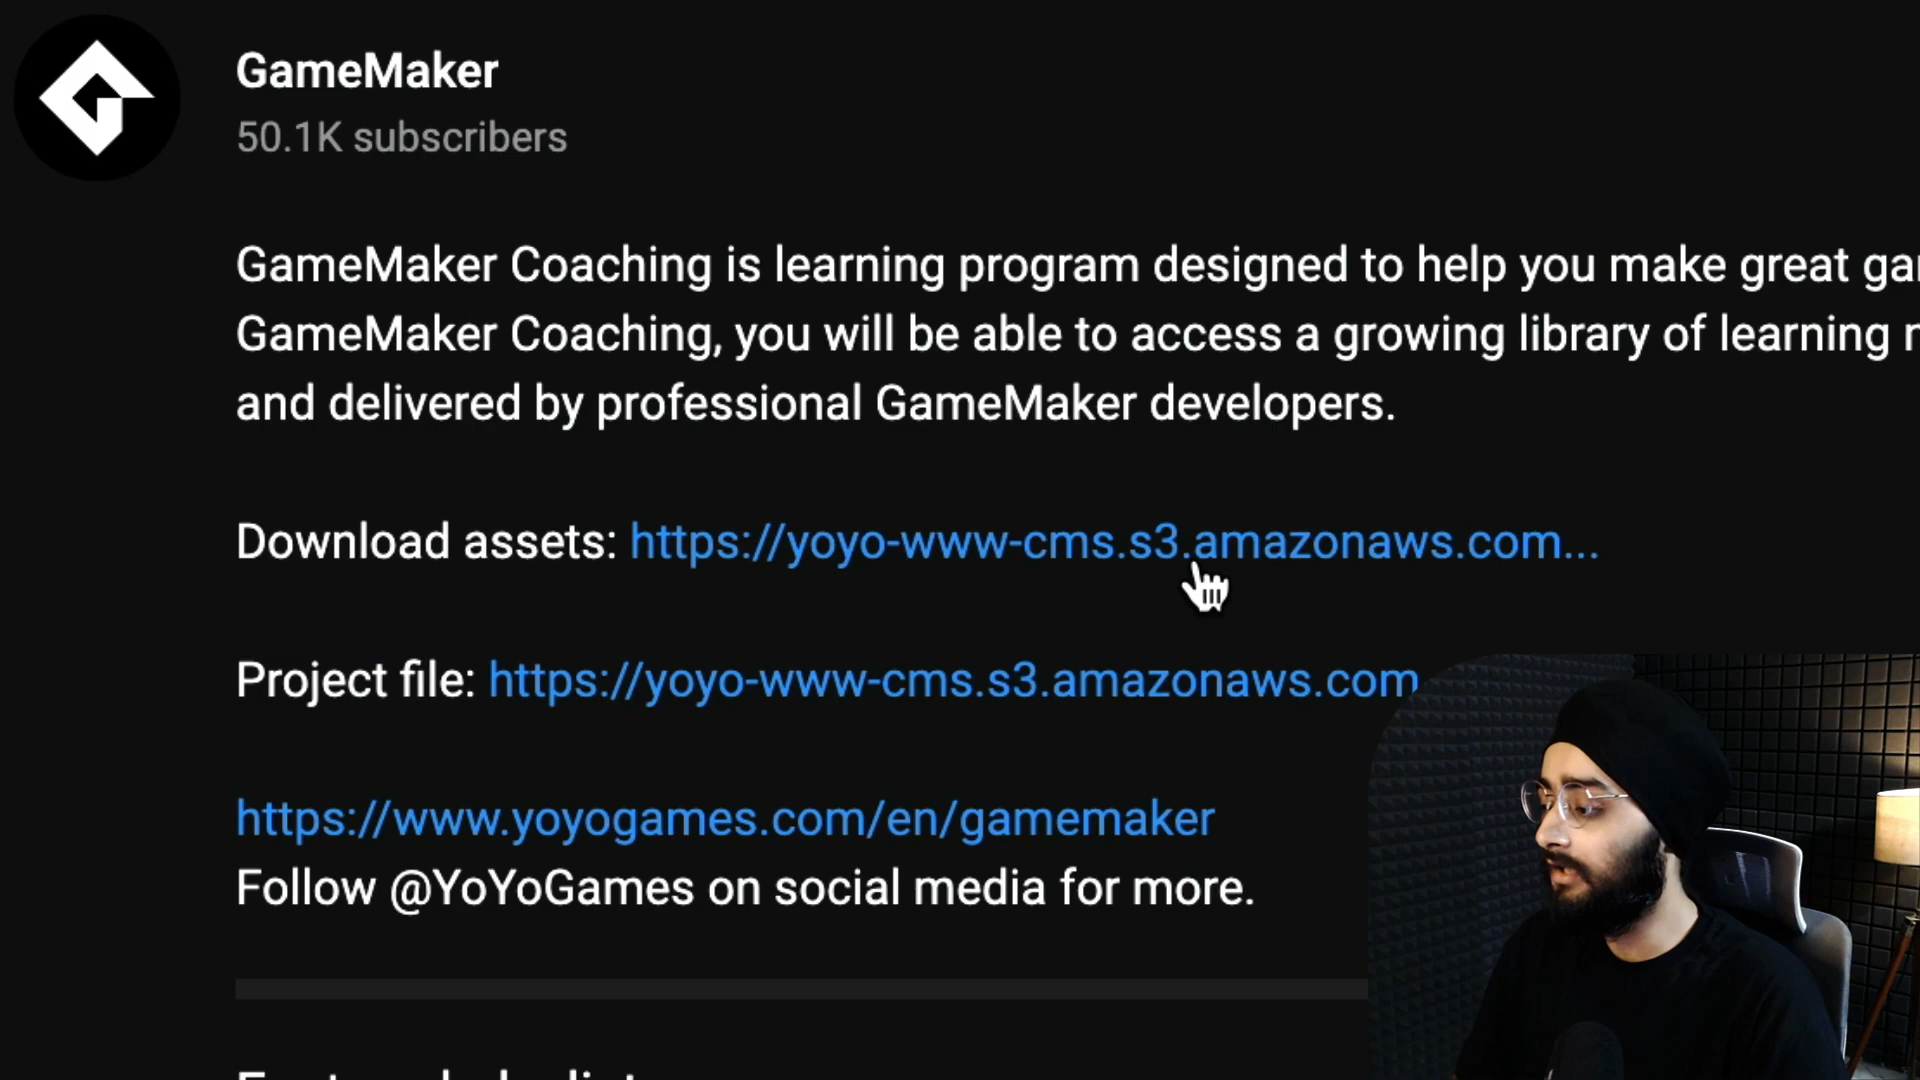 GameMaker
50.1K subscribers
GameMaker Coaching is learning program designed to help you make great
GameMaker Coaching, you will be able to access a growing library of learning
and delivered by professional GameMaker developers.
Download assets: https://yoyo-www-cms.s3.amazonaws.com...
Project file: https://yoyo-www-cms.s3.amazonaws.com
https://www.yoyogames.com/en/gamemaker
Follow @YoYoGames on social media for more.